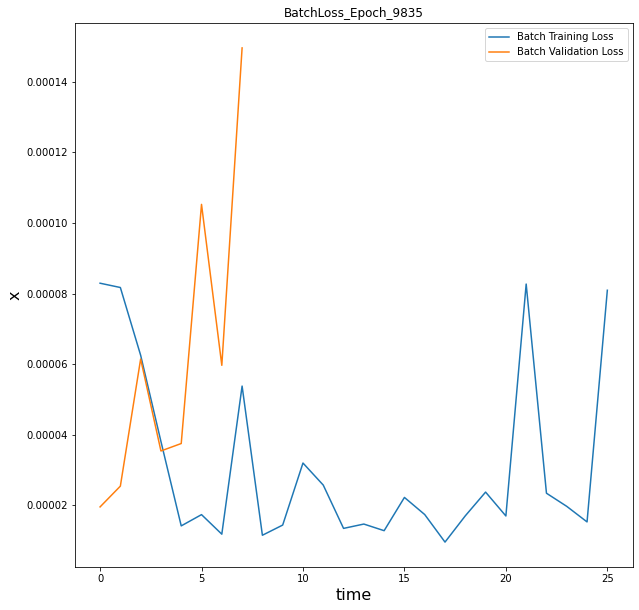 BatchLoss_Epoch_9835
Batch Training Loss
Batch Validation Loss
0.00014
0.00012
0.00010
0.00008
0.00006
0.00004
0.00002
x
0 5 10 15 20 25
time